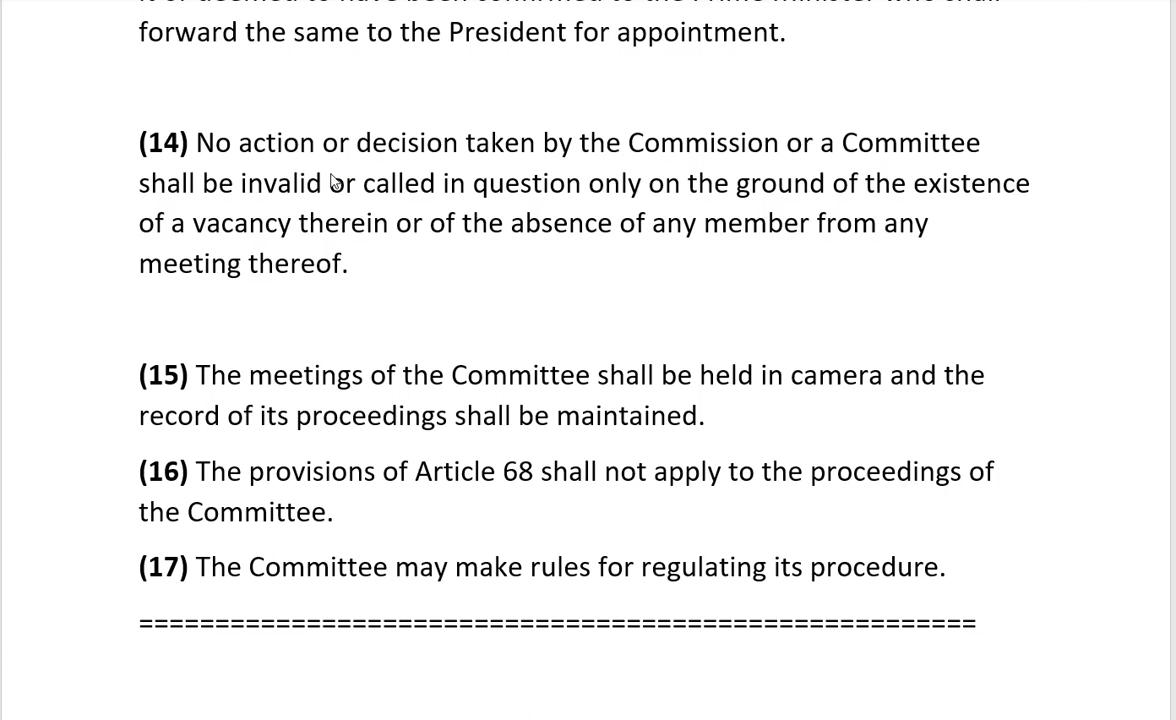 forward the same to the President for appointment.
(14) No action or decision taken by the Commission or a Committee
shall be invalid or called in question only on the ground of the existence
of a vacancy therein or of the absence of any member from any
meeting thereof.
(15) The meetings of the Committee shall be held in camera and the
record of its proceedings shall be maintained.
(16) The provisions of Article 68 shall not apply to the proceedings of
the Committee.
(17) The Committee may make rules for regulating its procedure.
=======================================================